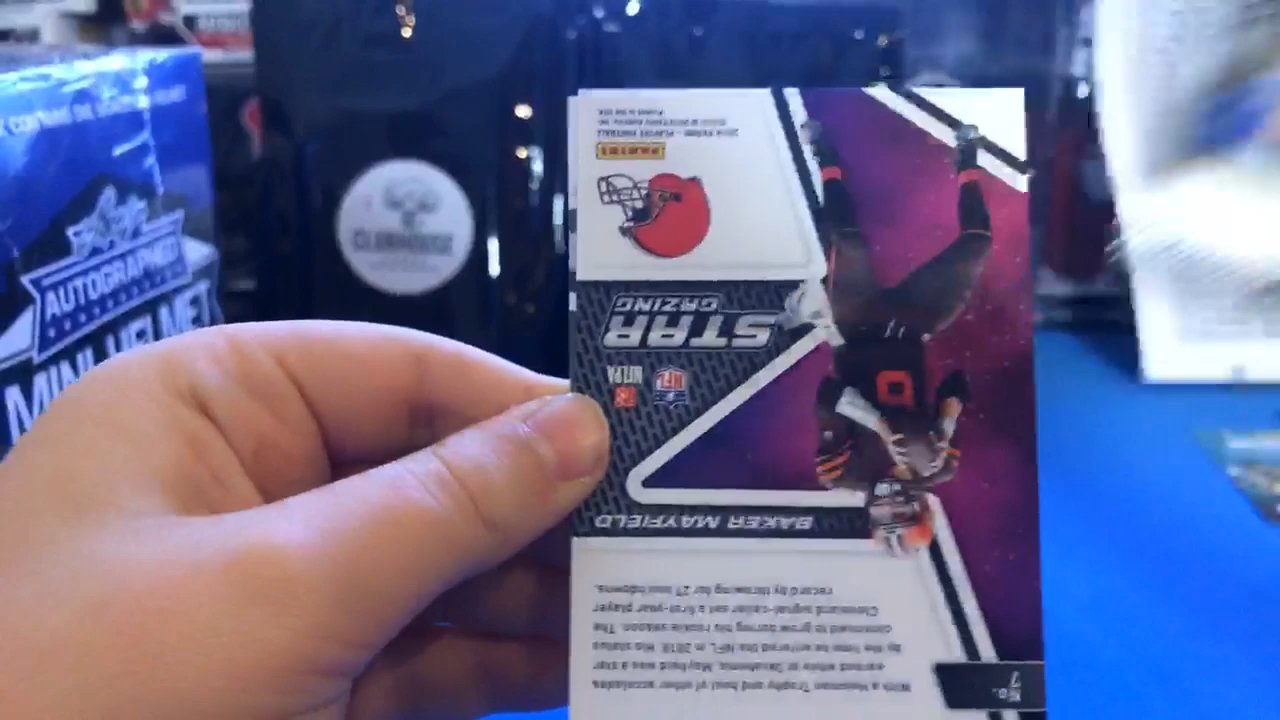 AUTOGRAPHED
MINI HELMET
CLUBHOUSE
No.
7
With a Heisman Trophy and host of other accolades
earned while at Oklahoma, Mayfield was a star
by the time he entered the NFL in 2018. His status
continued to grow during his rookie season. The
Cleveland signal-caller set a first-year player
record by throwing for 27 touchdowns.
BAKER MAYFIELD
NFL
NFLPA
STAR
GAZING
PANINI